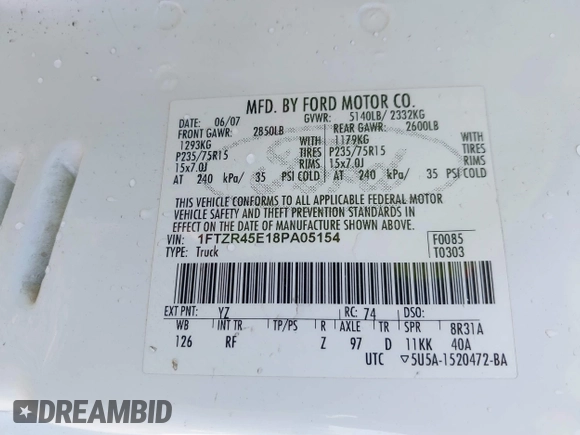 MFD. BY FORD MOTOR CO.
DATE: 06/07 GVWR: 5140LB/ 2332KG
FRONT GAWR: 2850LB REAR GAWR: 2600LB
1293KG WITH 1179KG WITH
P235/75R15 TIRES P235/75R15 TIRES
15x7.0J RIMS 15x7.0J RIMS
AT 240 kPa/ 35 PSI COLD AT 240 kPa/ 35 PSI COLD
THIS VEHICLE CONFORMS TO ALL APPLICABLE FEDERAL MOTOR
VEHICLE SAFETY AND THEFT PREVENTION STANDARDS IN
EFFECT ON THE DATE OF MANUFACTURE SHOWN ABOVE.
VIN: 1FTZR45E18PA05154 F0085
TYPE: Truck T0303
EXT PNT: YZ RC: 74 DSO:
WB INT TR TP/PS R AXLE TR SPR 8R31A
126 RF Z 97 D 11KK 40A
UTC ▽5U5A-1520472-BA
Ford
DREAMBID